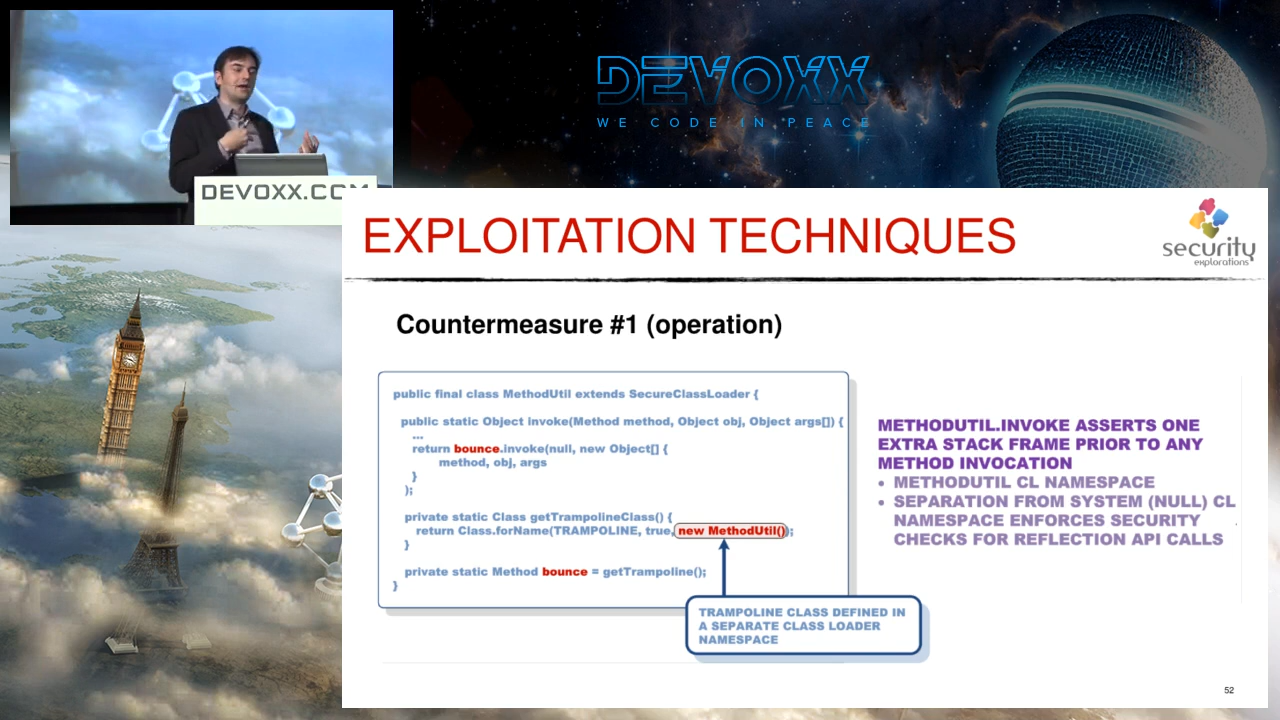 DEVOXX
WE CODE IN PEACE
DEVOXX.COM
EXPLOITATION TECHNIQUES
security
explorations
Countermeasure #1 (operation)
public final class MethodUtil extends SecureClassLoader {
public static Object invoke(Method method, Object obj, Object args[]) {
...
return bounce.invoke(null, new Object[] {
method, obj, args
}
);
private static Class getTrampolineClass() {
return Class.forName(TRAMPOLINE, true, new MethodUtil());
}
private static Method bounce = getTrampoline();
}
TRAMPOLINE CLASS DEFINED IN
A SEPARATE CLASS LOADER
NAMESPACE
METHODUTIL.INVOKE ASSERTS ONE
EXTRA STACK FRAME PRIOR TO ANY
METHOD INVOCATION
• METHODUTIL CL NAMESPACE
• SEPARATION FROM SYSTEM (NULL) CL
NAMESPACE ENFORCES SECURITY
CHECKS FOR REFLECTION API CALLS
52